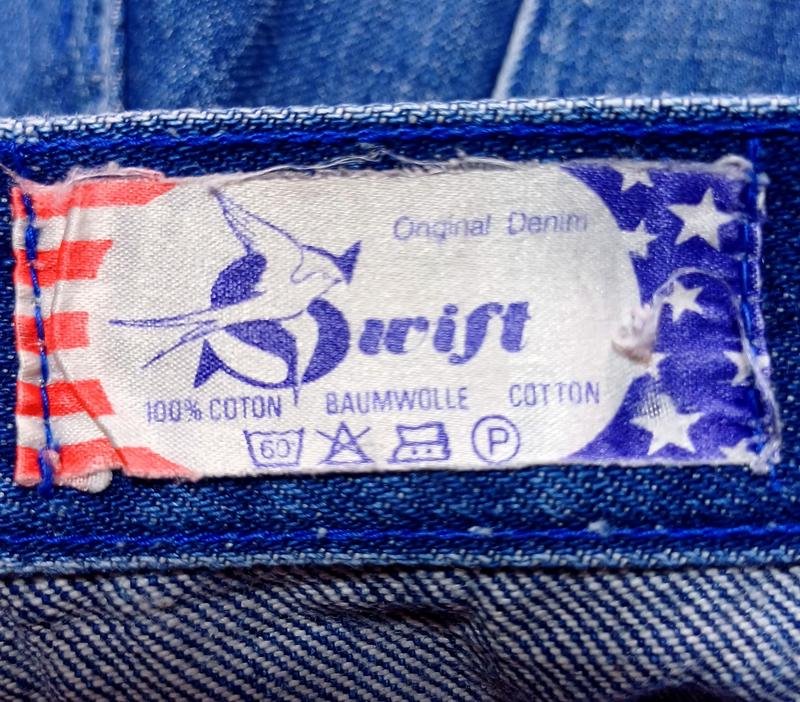 Original Denim
Swift
100% COTON BAUMWOLLE COTTON
60 A P